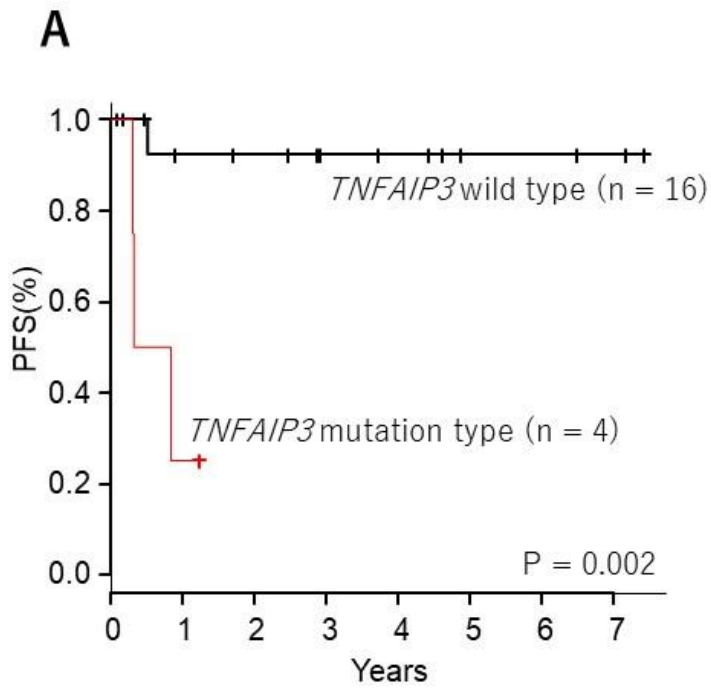 A
1.0
0.8
0.6
0.4
0.2
0.0
PFS(%)
TNFAIP3 wild type (n = 16)
TNFAIP3 mutation type (n = 4)
P = 0.002
0 1 2 3 4 5 6 7
Years